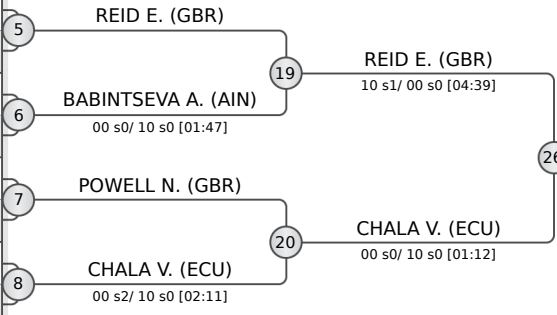 5
REID E. (GBR)
19
REID E. (GBR)
10 s1/ 00 s0 [04:39]
6
BABINTSEVA A. (AIN)
00 s0/ 10 s0 [01:47]
26
7
POWELL N. (GBR)
20
CHALA V. (ECU)
00 s0/ 10 s0 [01:12]
8
CHALA V. (ECU)
00 s2/ 10 s0 [02:11]